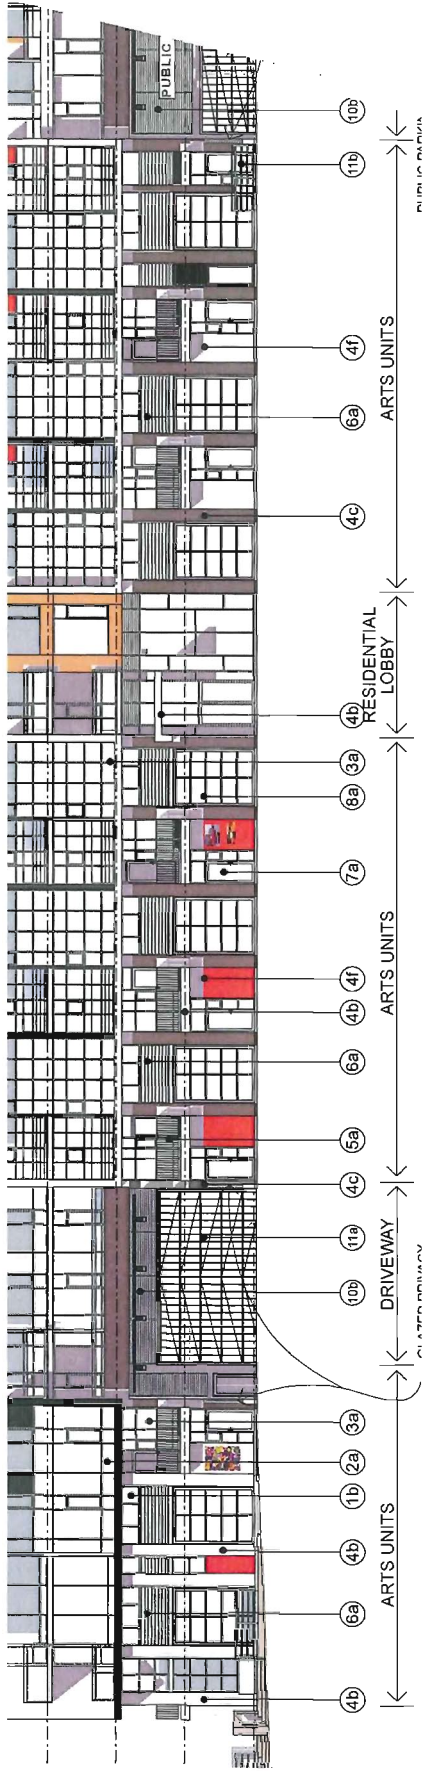 PUBLIC
4b 6a 4b 1b 2a 3a 10b 11a 4c 5a 6a 4b 4f 7a 8a 3a 4b 4c 6a 4f 11b 10b
ARTS UNITS
DRIVEWAY
ARTS UNITS
RESIDENTIAL
LOBBY
ARTS UNITS